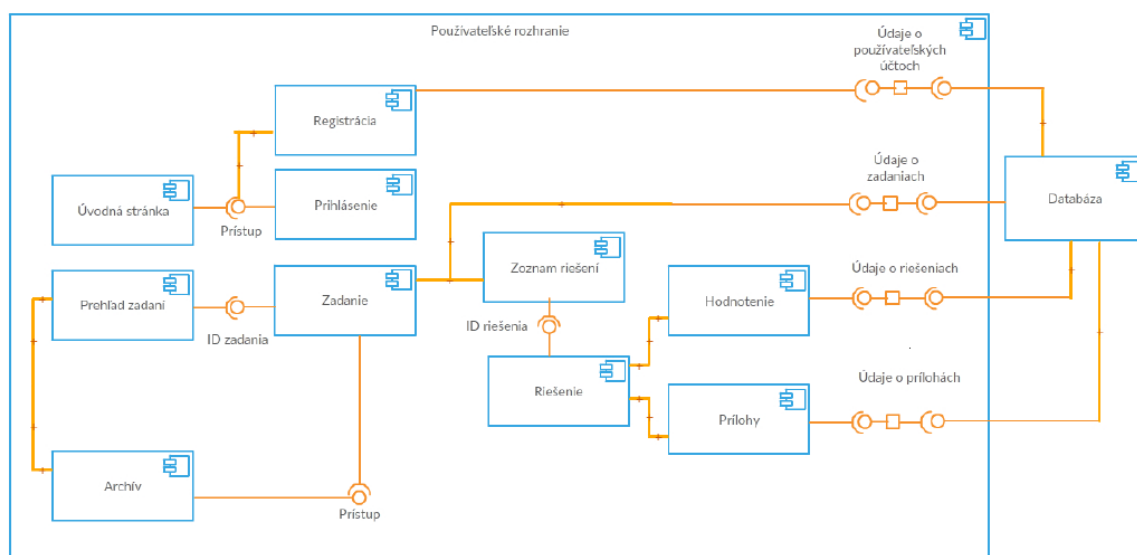 Používateľské rozhranie
Údaje o
používateľských
účtoch
Registrácia
Údaje o
zadaniach
Úvodná stránka
Prihlásenie
Databáza
Prístup
Zoznam riešení
Údaje o riešeniach
Prehľad zadaní
Zadanie
Hodnotenie
ID zadania
ID riešenia
Údaje o prílohách
Riešenie
Prílohy
Archív
Prístup